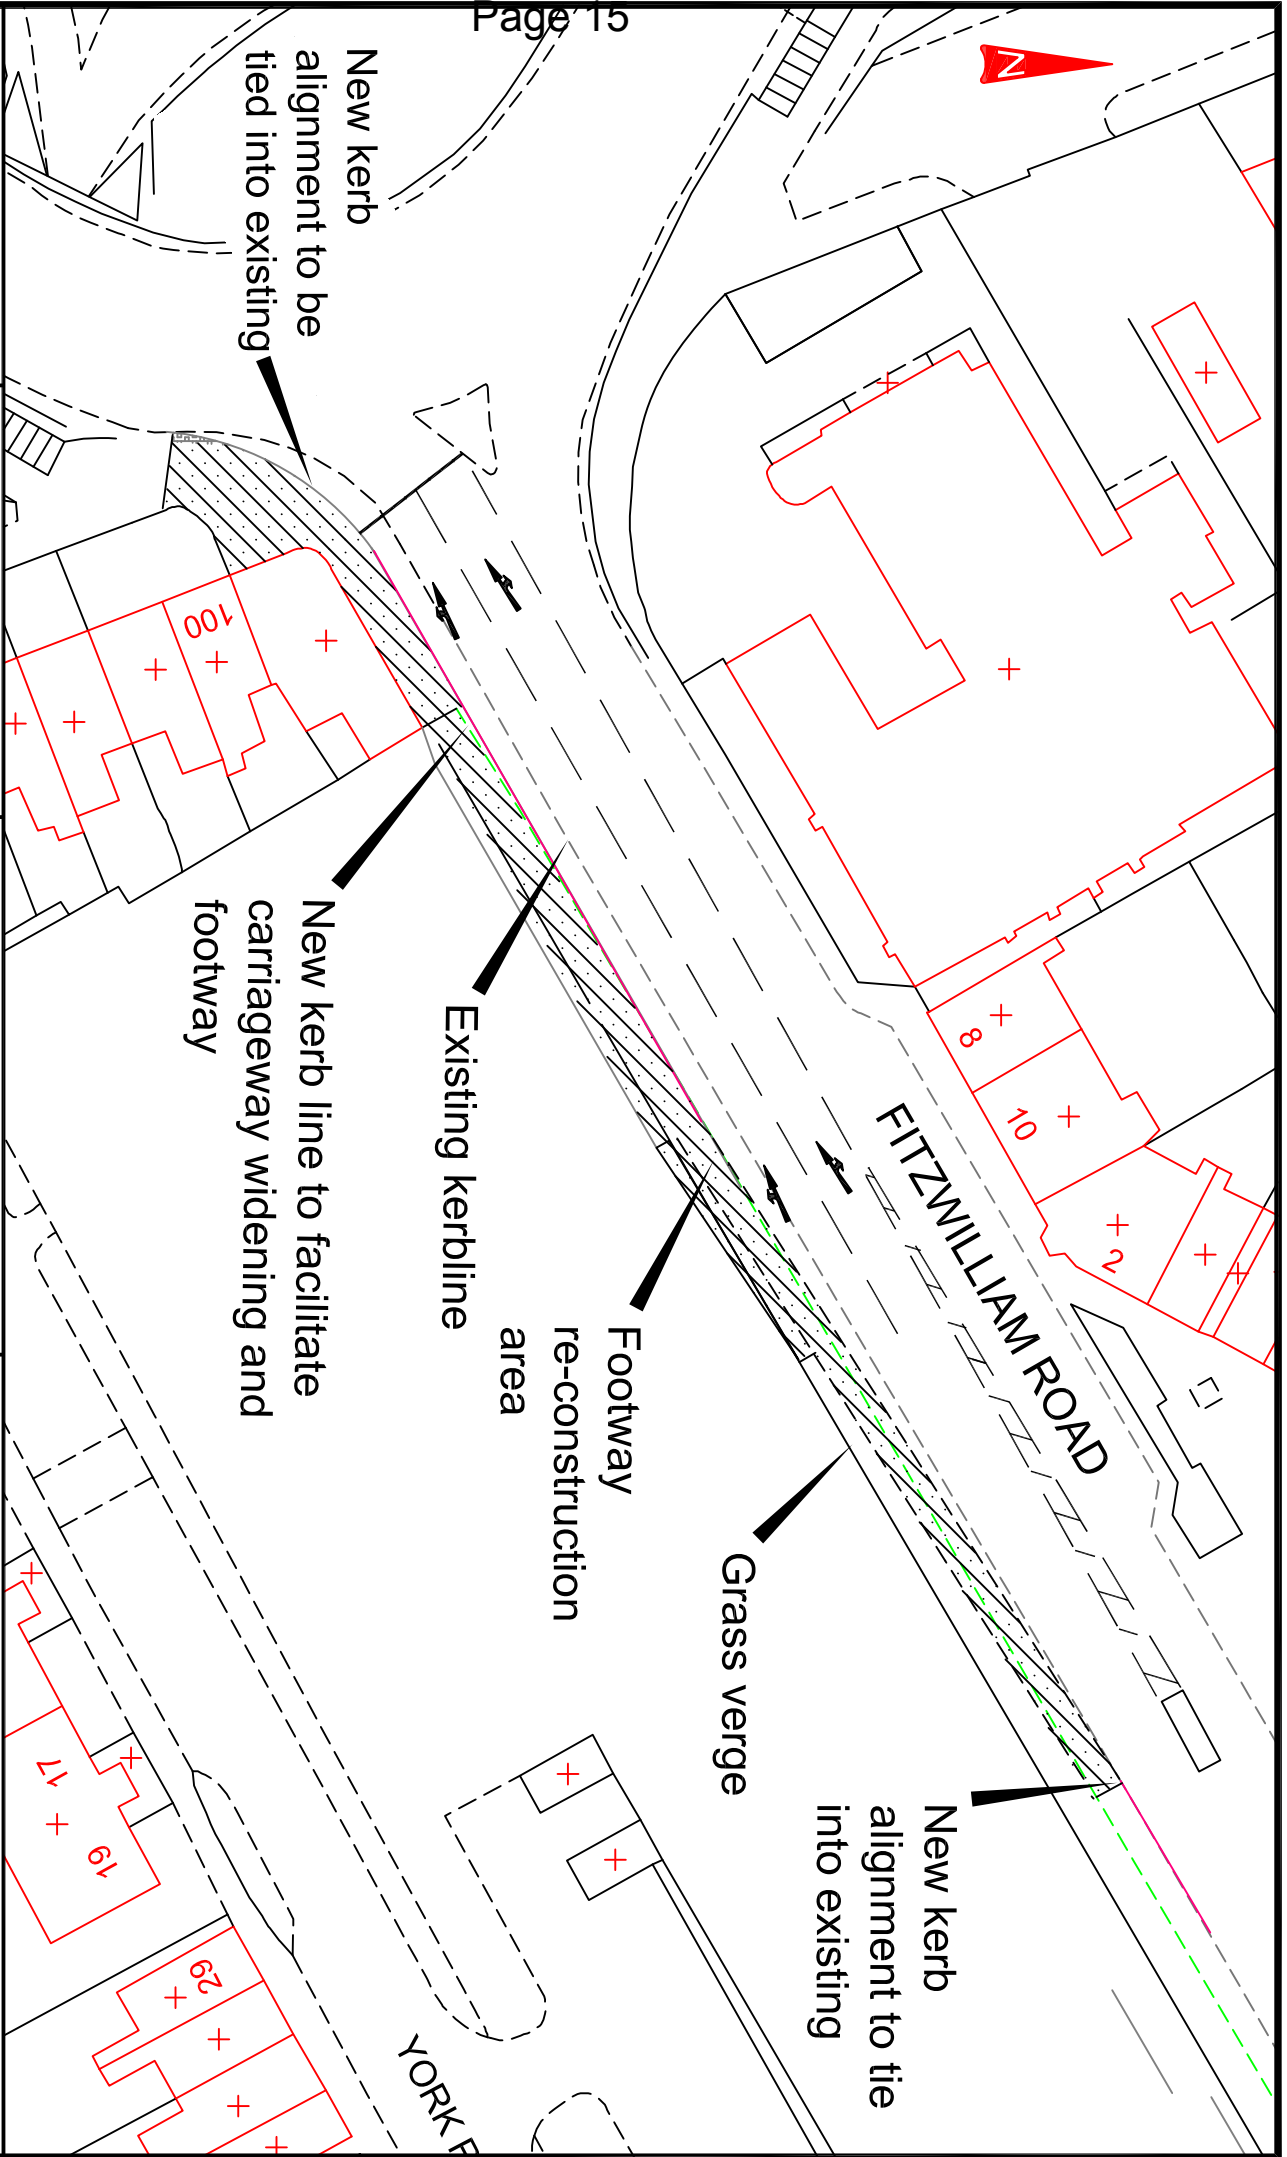 Page 15
N
New kerb
alignment to be
tied into existing
100
New kerb line to facilitate
carriageway widening and
footway
Existing kerbline
Footway
re-construction
area
Grass verge
New kerb
alignment to tie
into existing
FITZWILLIAM ROAD
8
10
2
17
19
29
YORK